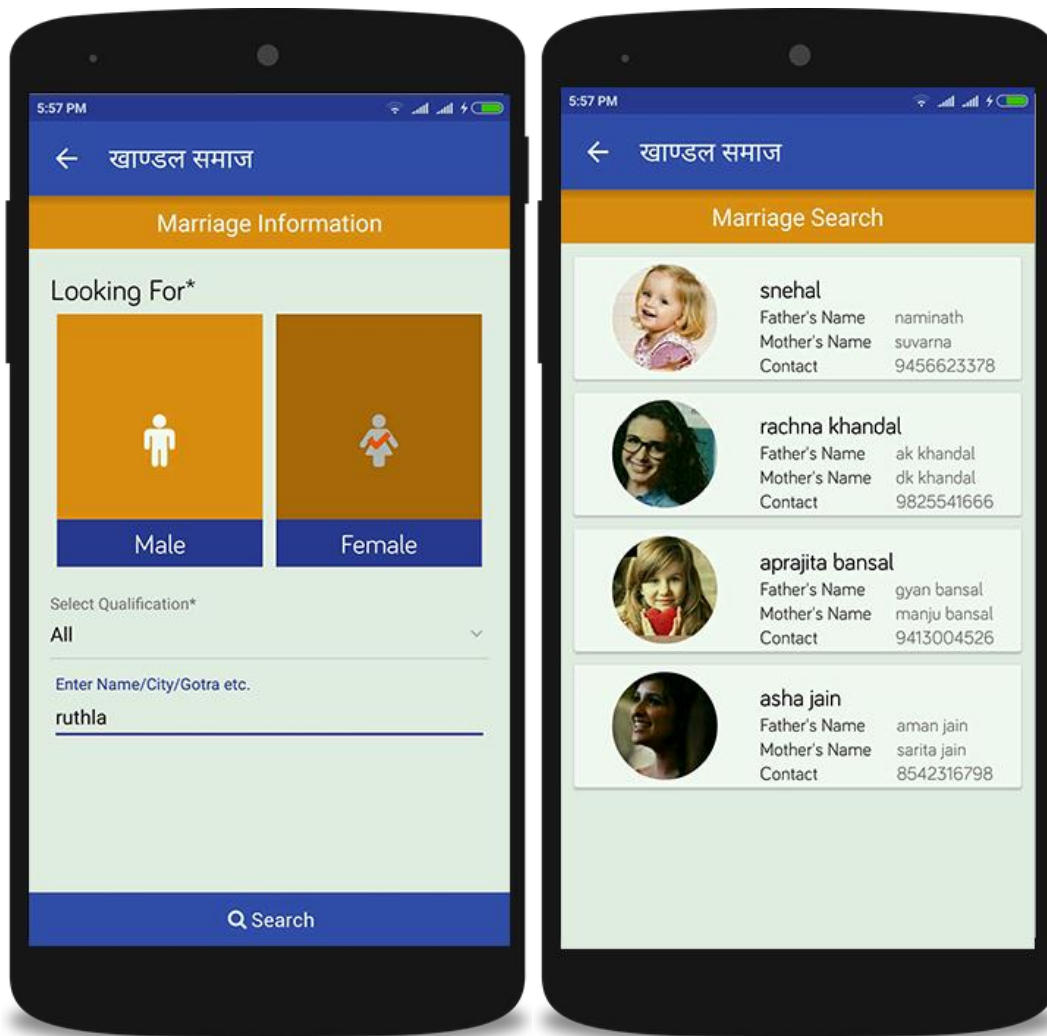 5:57 PM
खाण्डल समाज
Marriage Information
Looking For*
Male
Female
Select Qualification*
All
Enter Name/City/Gotra etc.
ruthla
Search
5:57 PM
खाण्डल समाज
Marriage Search
snehal
Father's Name naminath
Mother's Name suvarna
Contact 9456623378
rachna khandal
Father's Name ak khandal
Mother's Name dk khandal
Contact 9825541666
aprajita bansal
Father's Name gyan bansal
Mother's Name manju bansal
Contact 9413004526
asha jain
Father's Name aman jain
Mother's Name sarita jain
Contact 8542316798